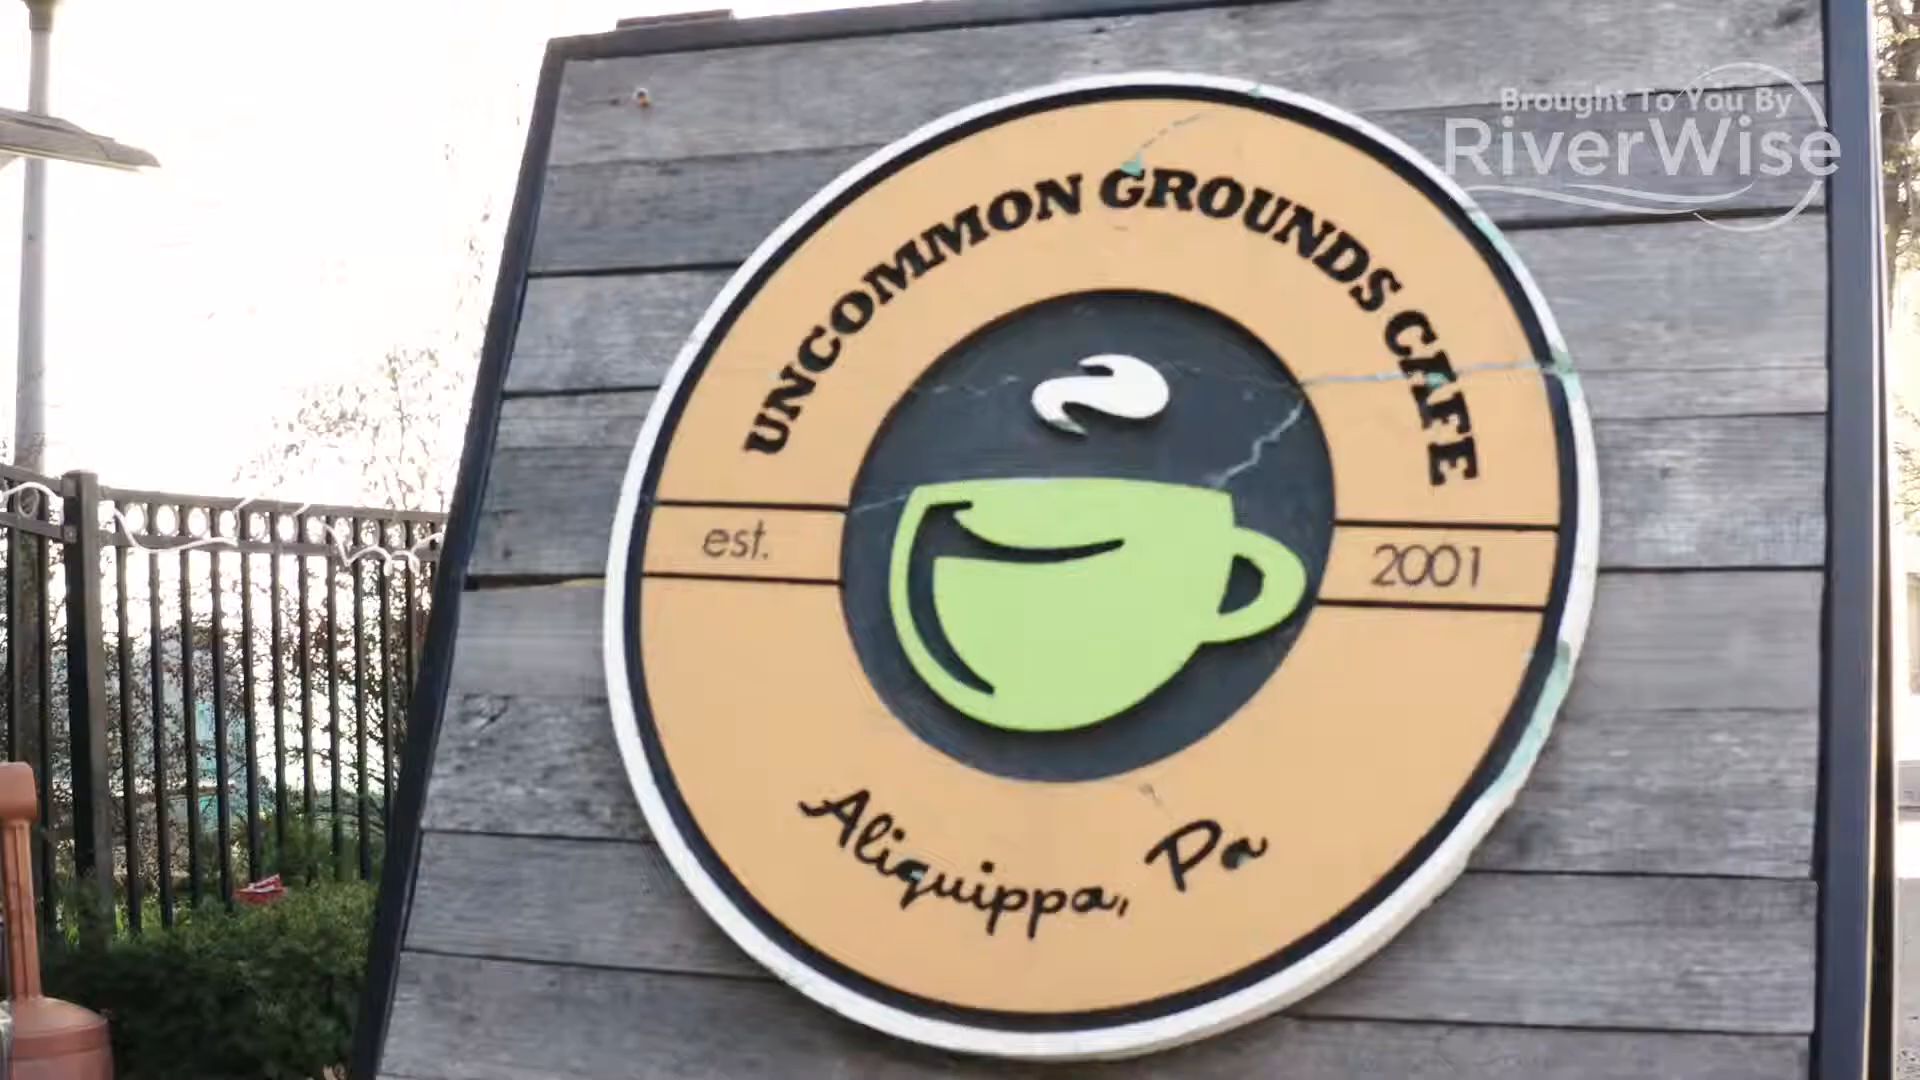 Brought To You By
RiverWise
UNCOMMON GROUNDS CAFE
est. 2001
Aliquippa, Pa